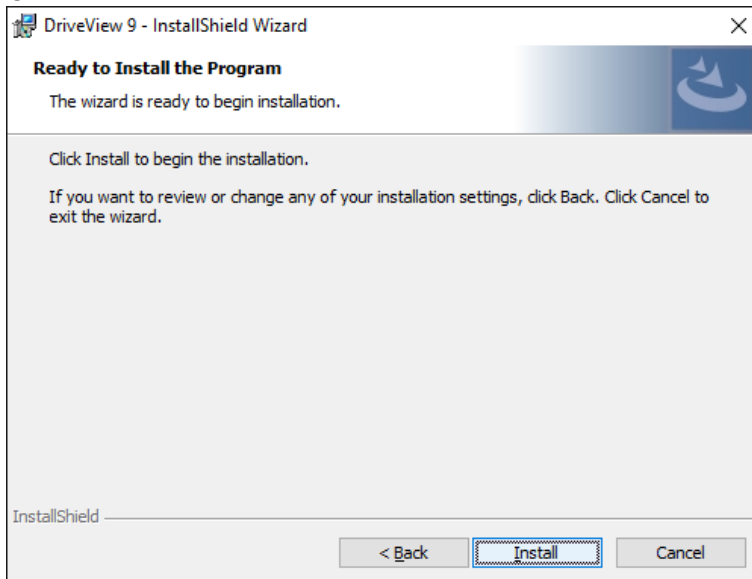 DriveView 9 - InstallShield Wizard
Ready to Install the Program
The wizard is ready to begin installation.
Click Install to begin the installation.
If you want to review or change any of your installation settings, click Back. Click Cancel to
exit the wizard.
InstallShield
< Back Install Cancel